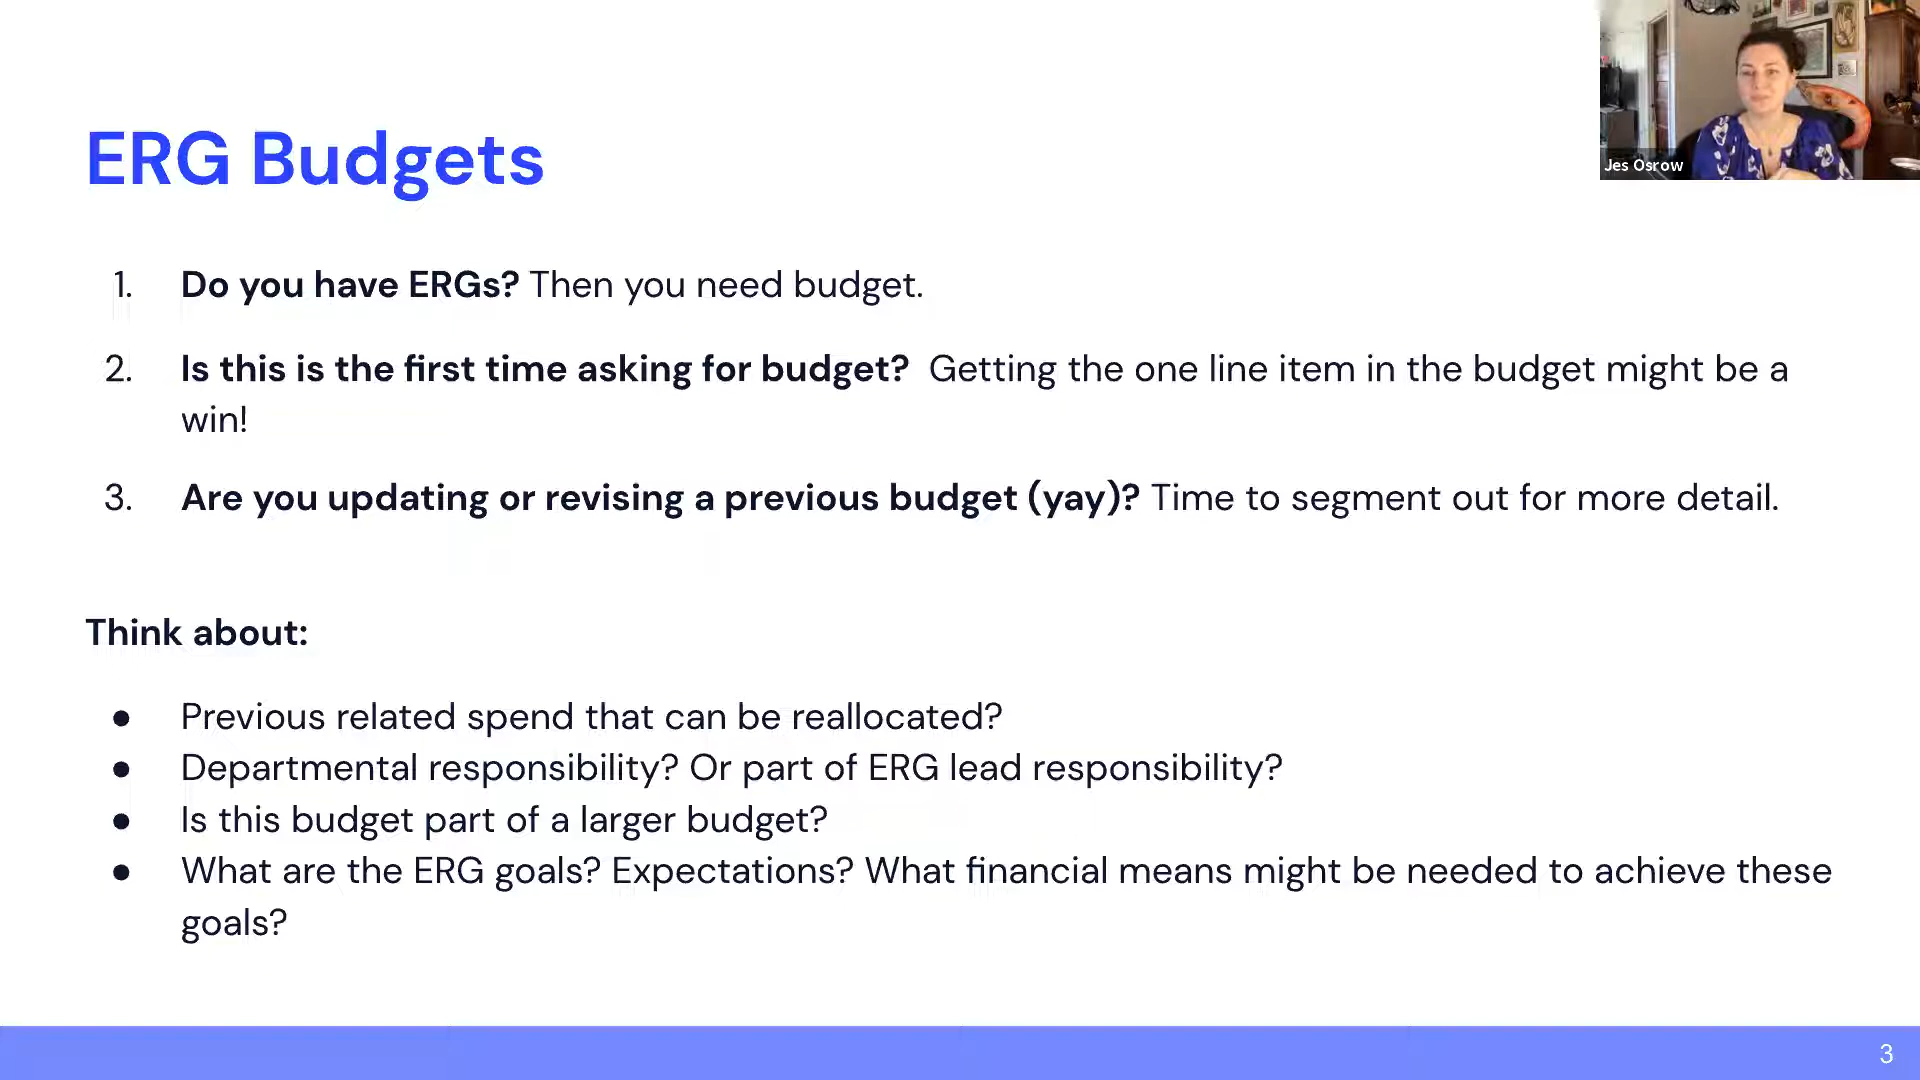 Jes Osrow
ERG Budgets
1. Do you have ERGs? Then you need budget.
2. Is this is the first time asking for budget? Getting the one line item in the budget might be a
win!
3. Are you updating or revising a previous budget (yay)? Time to segment out for more detail.
Think about:
● Previous related spend that can be reallocated?
● Departmental responsibility? Or part of ERG lead responsibility?
● Is this budget part of a larger budget?
● What are the ERG goals? Expectations? What financial means might be needed to achieve these
goals?
3